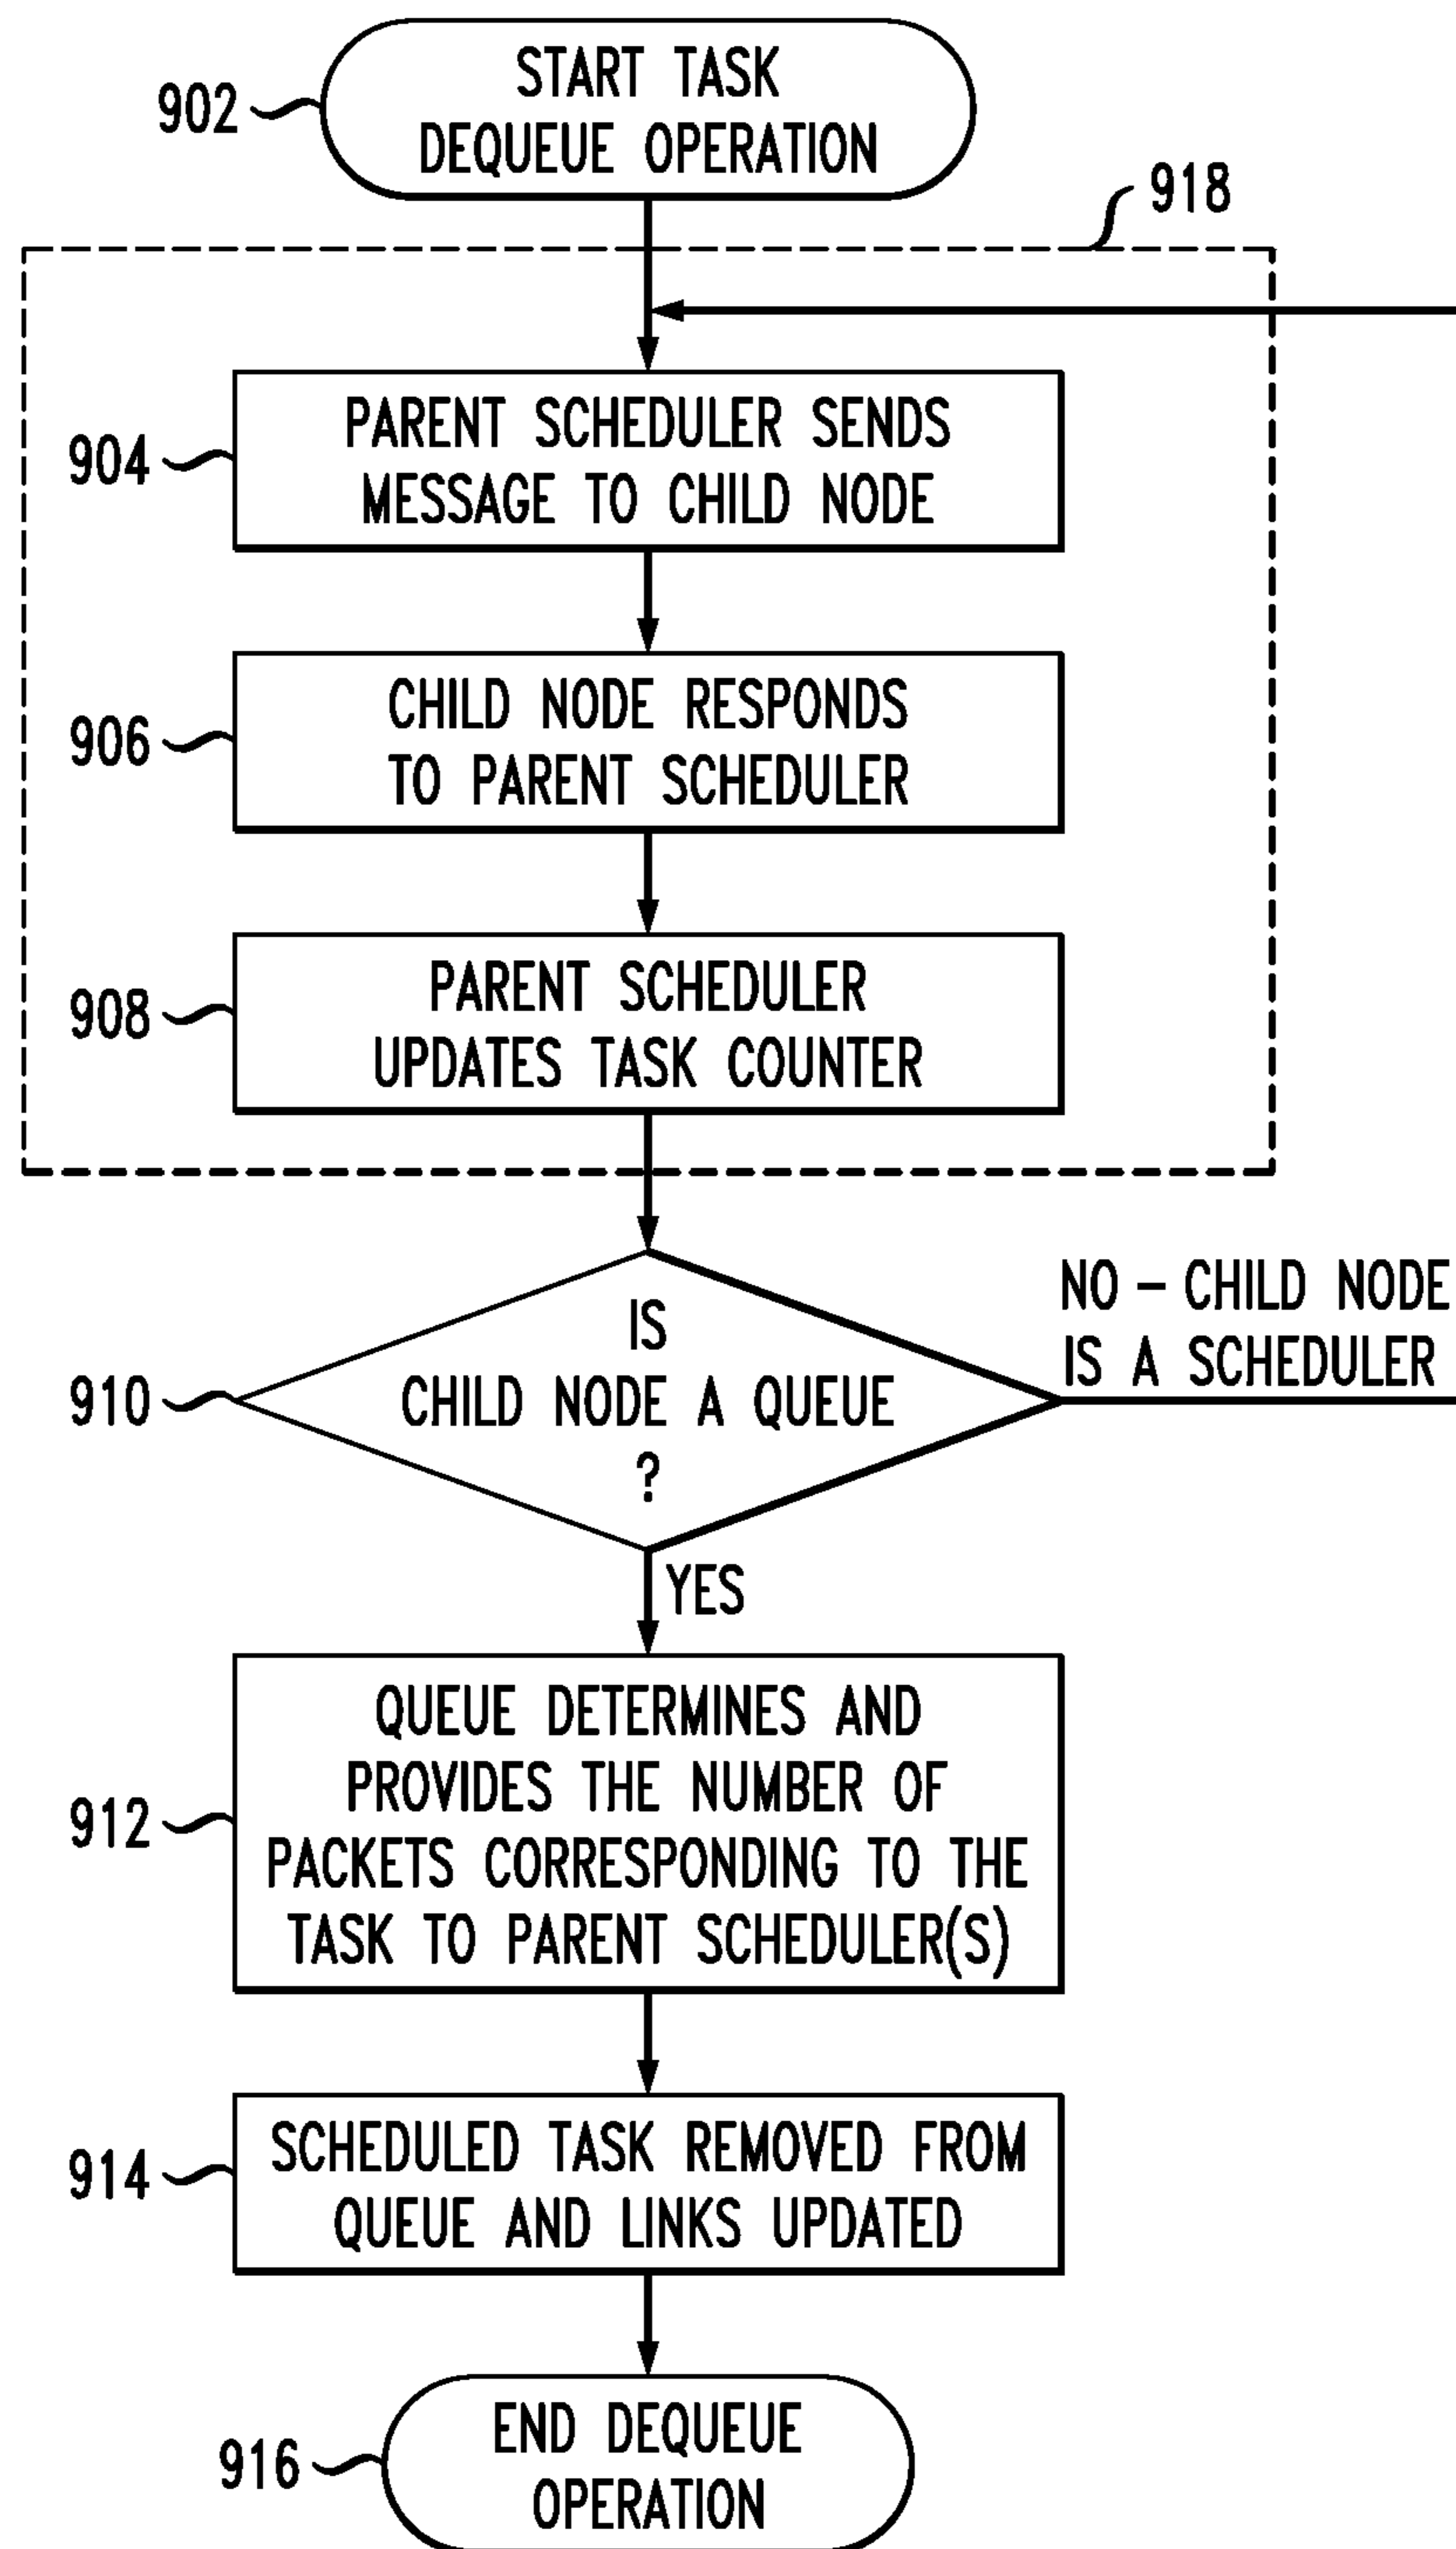 902
START TASK
DEQUEUE OPERATION
918
904
PARENT SCHEDULER SENDS
MESSAGE TO CHILD NODE
906
CHILD NODE RESPONDS
TO PARENT SCHEDULER
908
PARENT SCHEDULER
UPDATES TASK COUNTER
910
IS
CHILD NODE A QUEUE
?
NO – CHILD NODE
IS A SCHEDULER
YES
912
QUEUE DETERMINES AND
PROVIDES THE NUMBER OF
PACKETS CORRESPONDING TO THE
TASK TO PARENT SCHEDULER(S)
914
SCHEDULED TASK REMOVED FROM
QUEUE AND LINKS UPDATED
916
END DEQUEUE
OPERATION